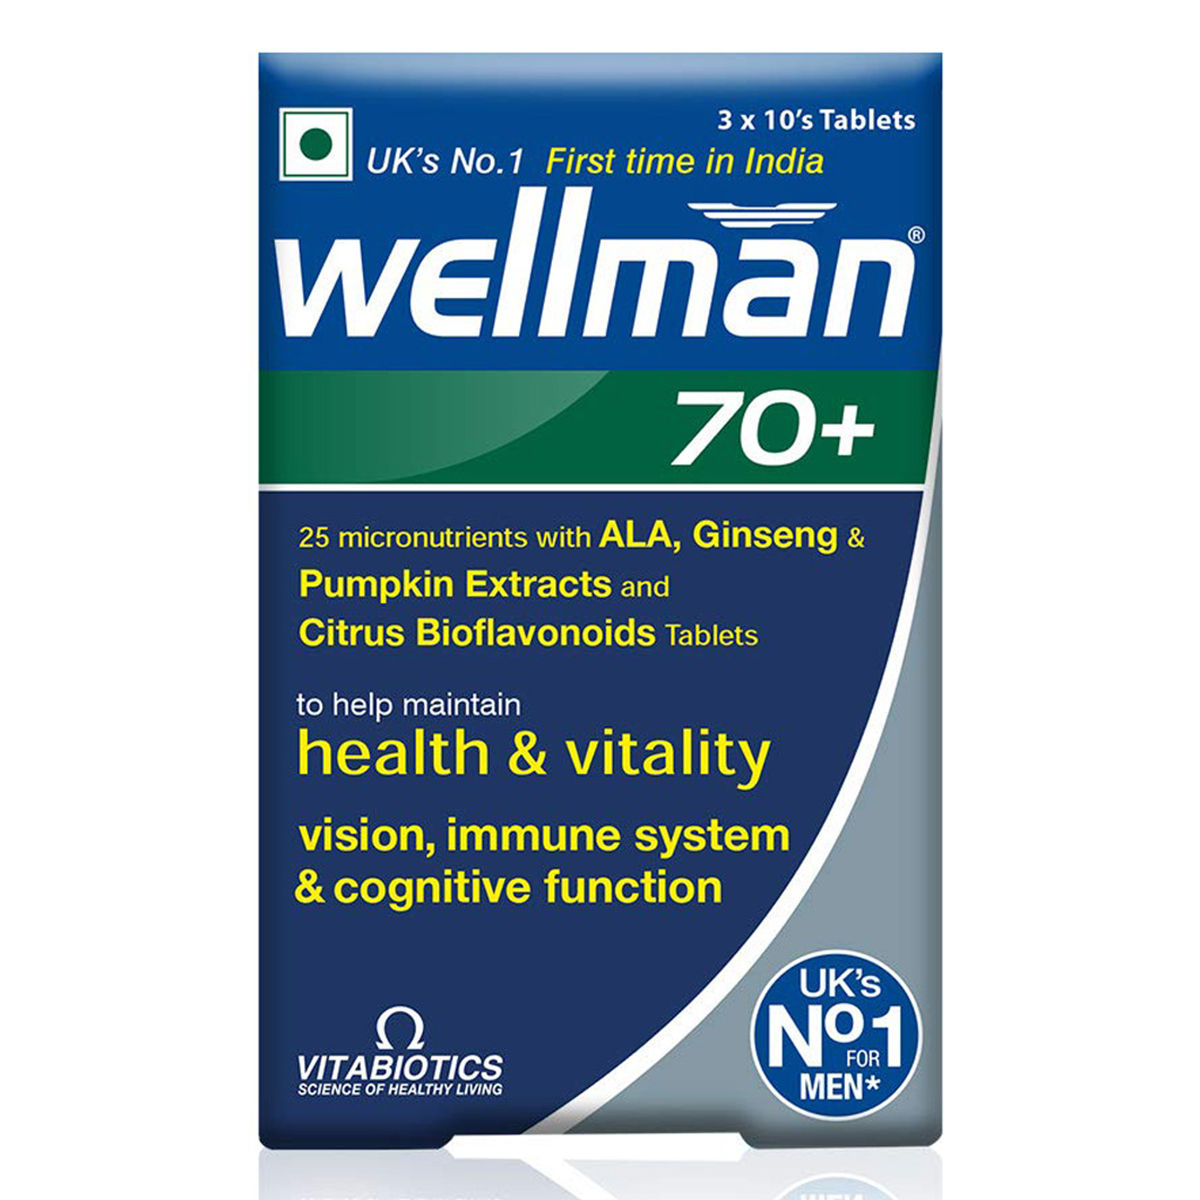 3 x 10's Tablets
UK's No.1 First time in India
wellman®
70+
25 micronutrients with ALA, Ginseng &
Pumpkin Extracts and
Citrus Bioflavonoids Tablets
to help maintain
health & vitality
vision, immune system
& cognitive function
VITABIOTICS
SCIENCE OF HEALTHY LIVING
UK's
No1
FOR
MEN*